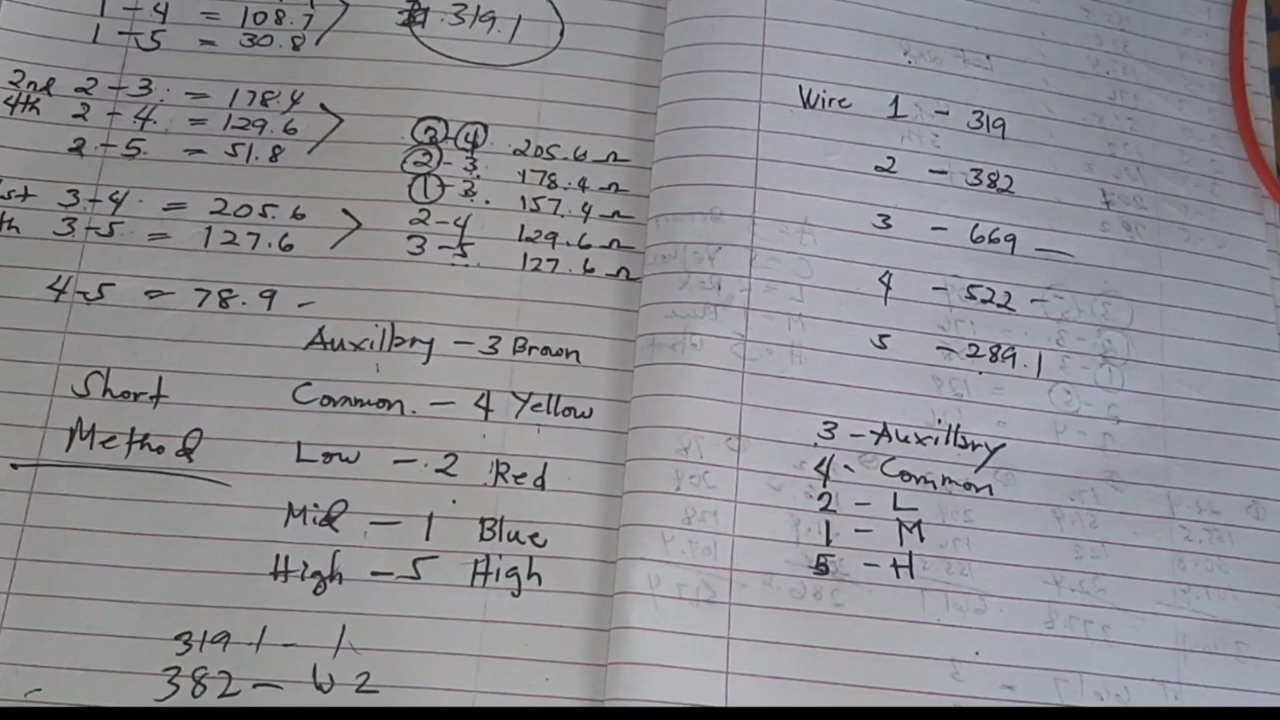 1 - 4 = 108.7
1 - 5 = 30.8
319.1
2nd 2 - 3. = 178.4
4th 2 - 4. = 129.6
2 - 5. = 51.8
3 - 4. = 205.6
3 - 5. = 127.6
4 - 5 = 78.9 -
③-④. 205.6 Ω
②-3. 178.4 Ω
①-3. 157.4 Ω
2-4 129.6 Ω
3-5. 127.6 Ω
Auxillary - 3 Brown
Short Common. - 4 Yellow
Method Low - 2 Red
Mid - 1 Blue
High - 5 High
319.1 - 1
382 - W 2
Wire 1 - 319
2 - 382
3 - 669 -
4 - 522 -
5 - 289.1
3 - Auxillary
4 - Common
2 - L
1 - M
5 - H